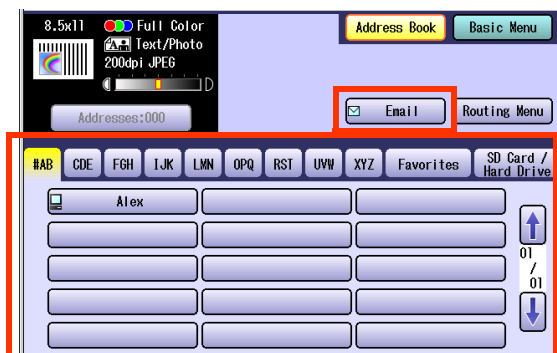 8.5x11 Full Color
Text/Photo
200dpi JPEG
D
Addresses:000
Address Book Basic Menu
Email Routing Menu
#AB CDE FGH IJK LMN OPQ RST UVW XYZ Favorites SD Card /
Hard Drive
Alex
01
/
01